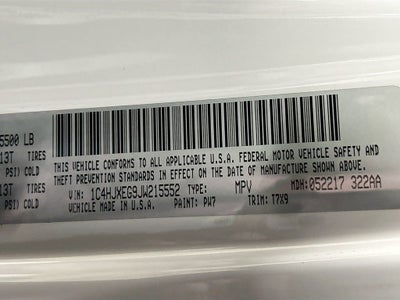 5500 LB
13T TIRES
PSI) COLD
13T TIRES
PSI) COLD
THIS VEHICLE CONFORMS TO ALL APPLICABLE U.S.A. FEDERAL MOTOR VEHICLE SAFETY AND
THEFT PREVENTION STANDARDS IN EFFECT ON THE DATE OF MANUFACTURE SHOWN ABOVE.
VIN: 1C4HJXEG9JW215552 TYPE: MPV MDH: 052217 322AA
VEHICLE MADE IN U.S.A. PAINT: PW7 TRIM: T7X9